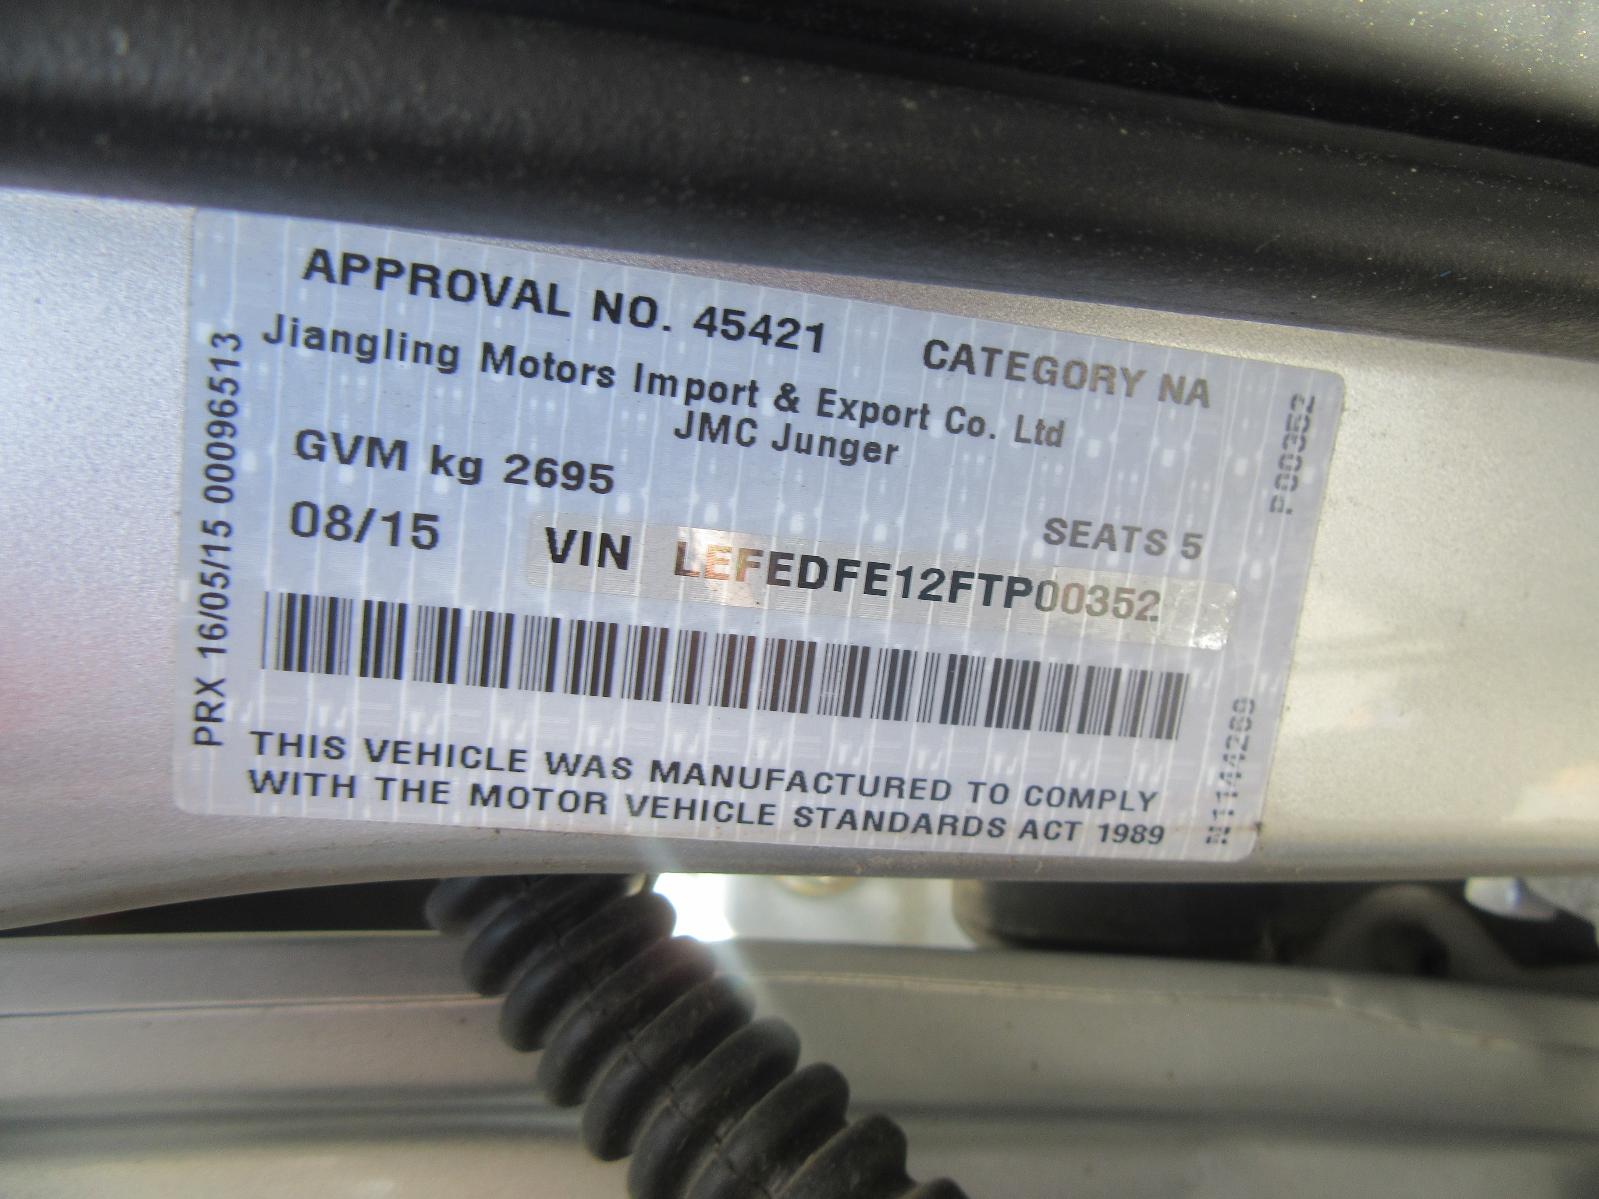 APPROVAL NO. 45421 CATEGORY NA
Jiangling Motors Import & Export Co. Ltd
JMC Junger
GVM kg 2695
SEATS 5
08/15 VIN LEFEDFE12FTP00352
THIS VEHICLE WAS MANUFACTURED TO COMPLY
WITH THE MOTOR VEHICLE STANDARDS ACT 1989
PRX 16/05/15 00096513
P00352
N1144289